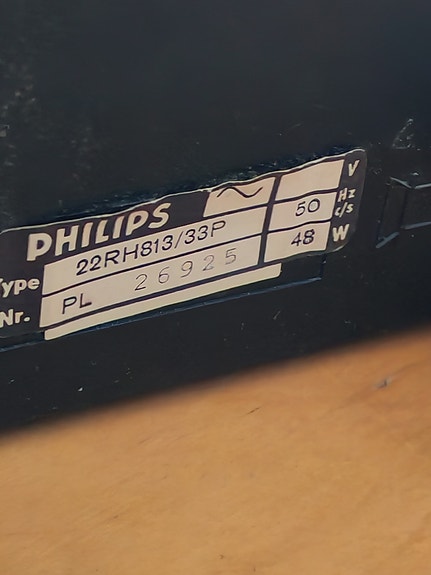 PHILIPS ~ V
Type 22RH813/33P 50 Hz c/s
Nr. PL 26925 48 W